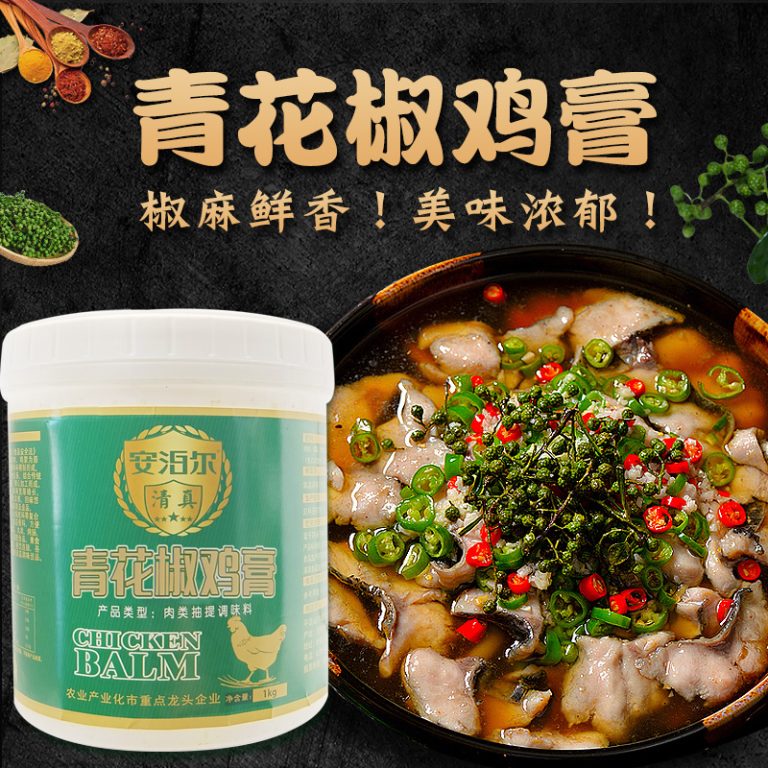 青花椒鸡膏
椒麻鲜香！美味浓郁！
安泊尔
清真
青花椒鸡膏
产品类型：肉类抽提调味料
CHICKEN
BALM
农业产业化市重点龙头企业
净含量：1kg